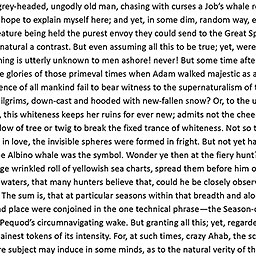 grey-headed, ungodly old man, chasing with curses a Job's whale r
hope to explain myself here; and yet, in some dim, random way, e
eature being held the purest envoy they could send to the Great Sp
natural a contrast. But even assuming all this to be true; yet, were
ning is utterly unknown to men ashore! never! But some time afte
e glories of those primeval times when Adam walked majestic as a
ence of all mankind fail to bear witness to the supernaturalism of t
ilgrims, down-cast and hooded with new-fallen snow? Or, to the u
, this whiteness keeps her ruins for ever new; admits not the chee
low of tree or twig to break the fixed trance of whiteness. Not so t
in love, the invisible spheres were formed in fright. But not yet ha
e Albino whale was the symbol. Wonder ye then at the fiery hunt?
ge wrinkled roll of yellowish sea charts, spread them before him o
waters, that many hunters believe that, could he be closely obser
The sum is, that at particular seasons within that breadth and alo
d place were conjoined in the one technical phrase—the Season-o
Pequod's circumnavigating wake. But granting all this; yet, regarde
ainest tokens of its intensity. For, at such times, crazy Ahab, the sc
e subject may induce in some minds, as to the natural verity of th